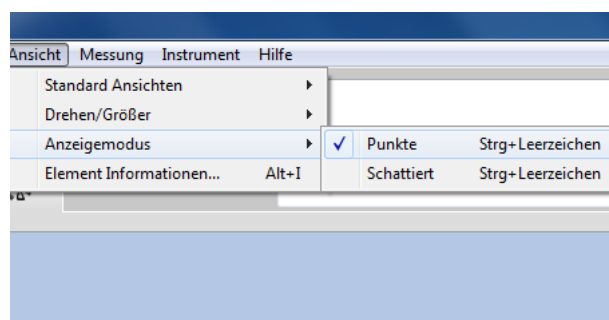 Ansicht Messung Instrument Hilfe
Standard Ansichten
Drehen/Größer
Anzeigemodus
Element Informationen... Alt+I
Punkte Strg+Leerzeichen
Schattiert Strg+Leerzeichen